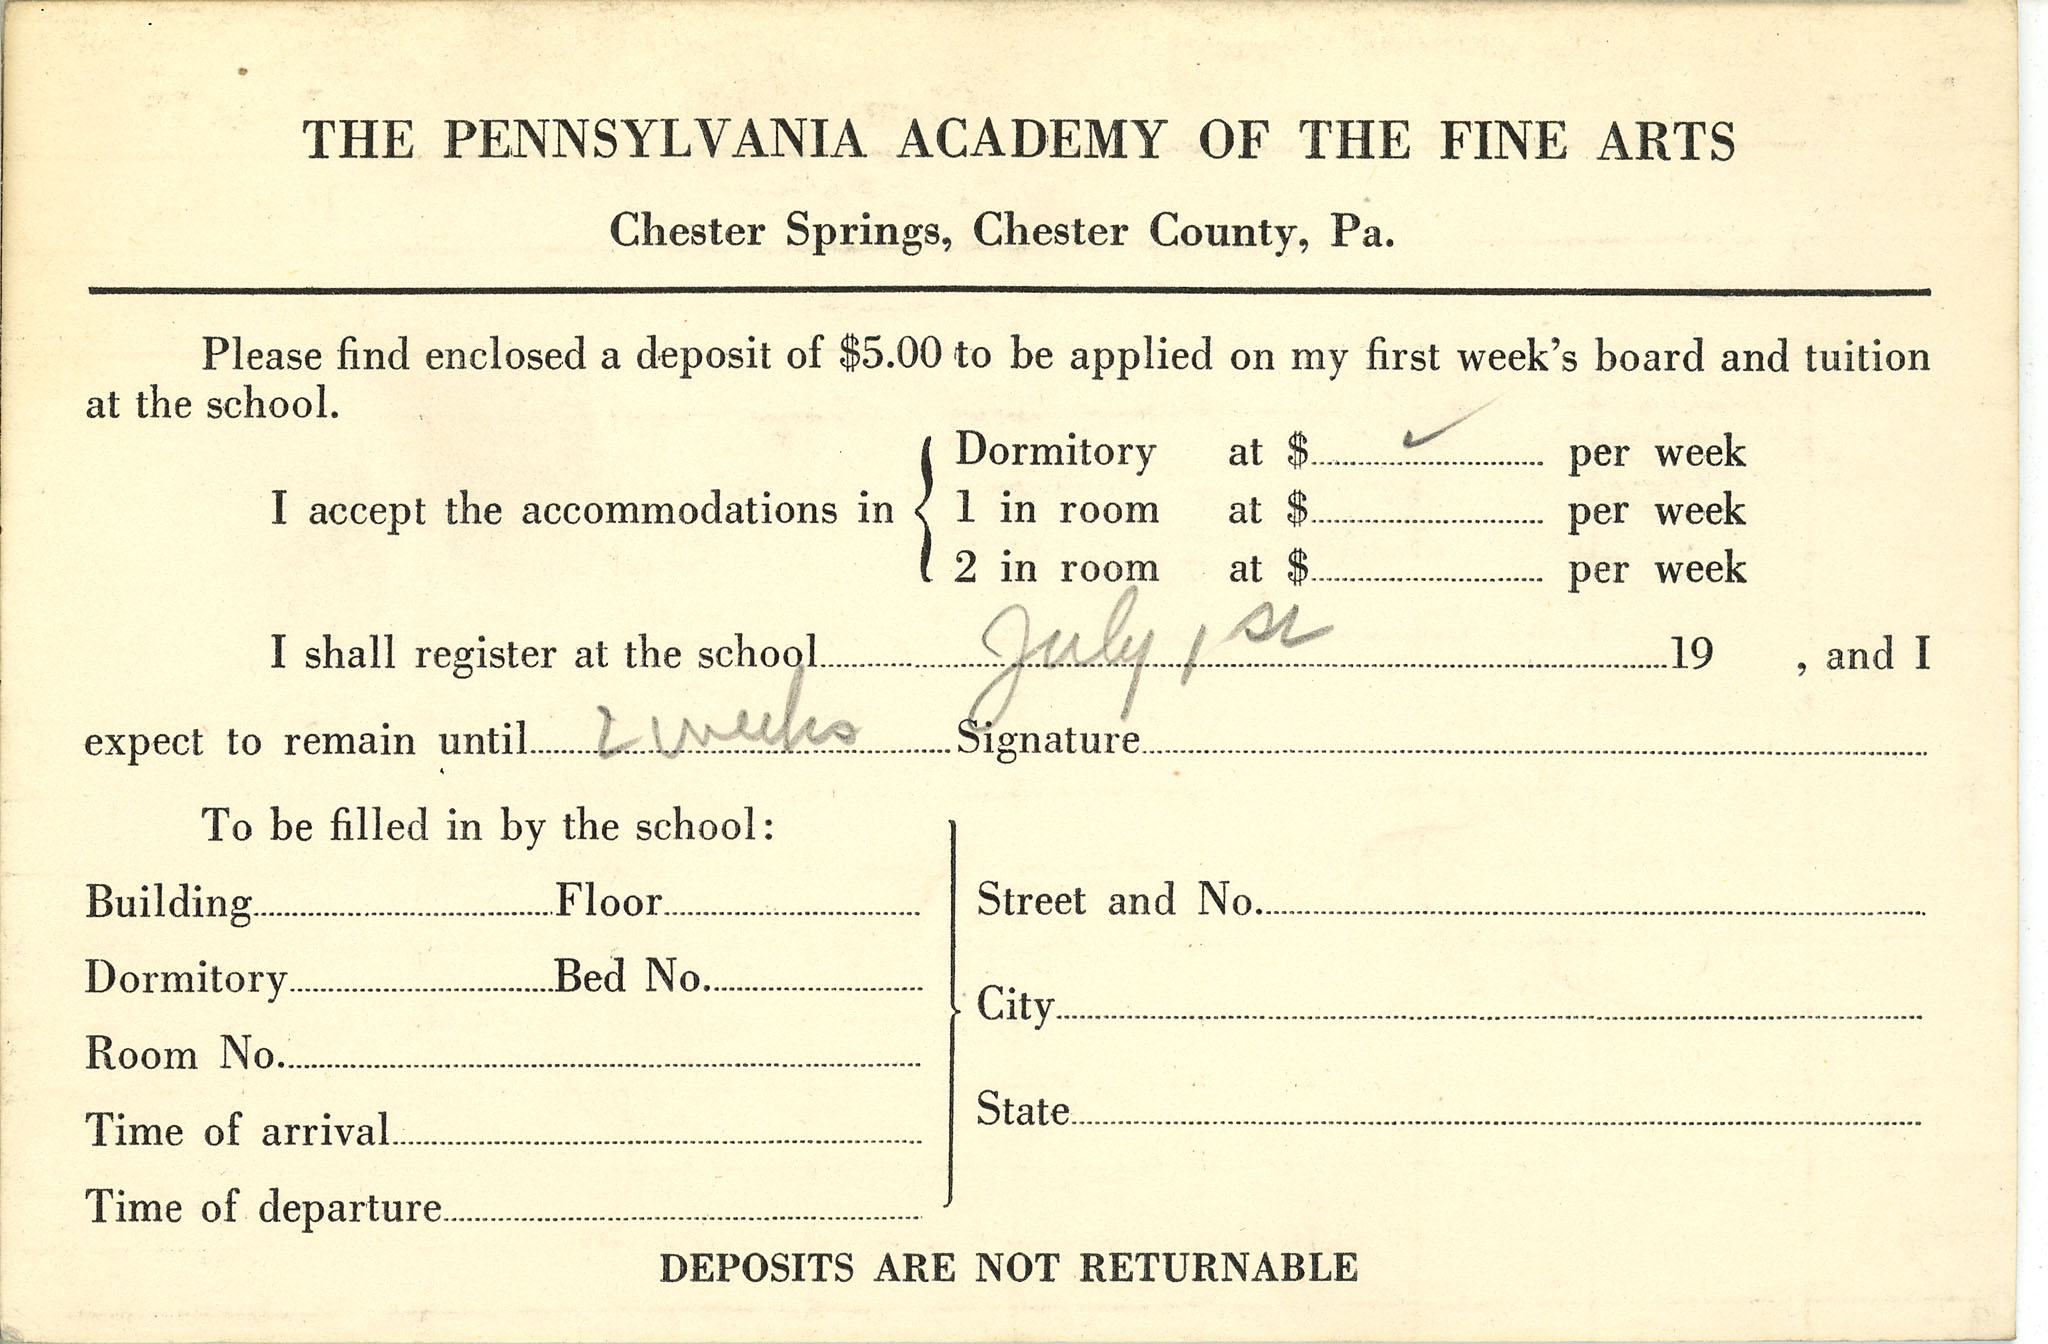 THE PENNSYLVANIA ACADEMY OF THE FINE ARTS
Chester Springs, Chester County, Pa.
Please find enclosed a deposit of $5.00 to be applied on my first week's board and tuition
at the school.
Dormitory at $ ✓ per week
I accept the accommodations in { 1 in room at $ per week
2 in room at $ per week
I shall register at the school July 1st 19 , and I
expect to remain until 2 weeks Signature
To be filled in by the school:
Building Floor
Dormitory Bed No.
Room No.
Time of arrival
Time of departure
Street and No.
City
State
DEPOSITS ARE NOT RETURNABLE